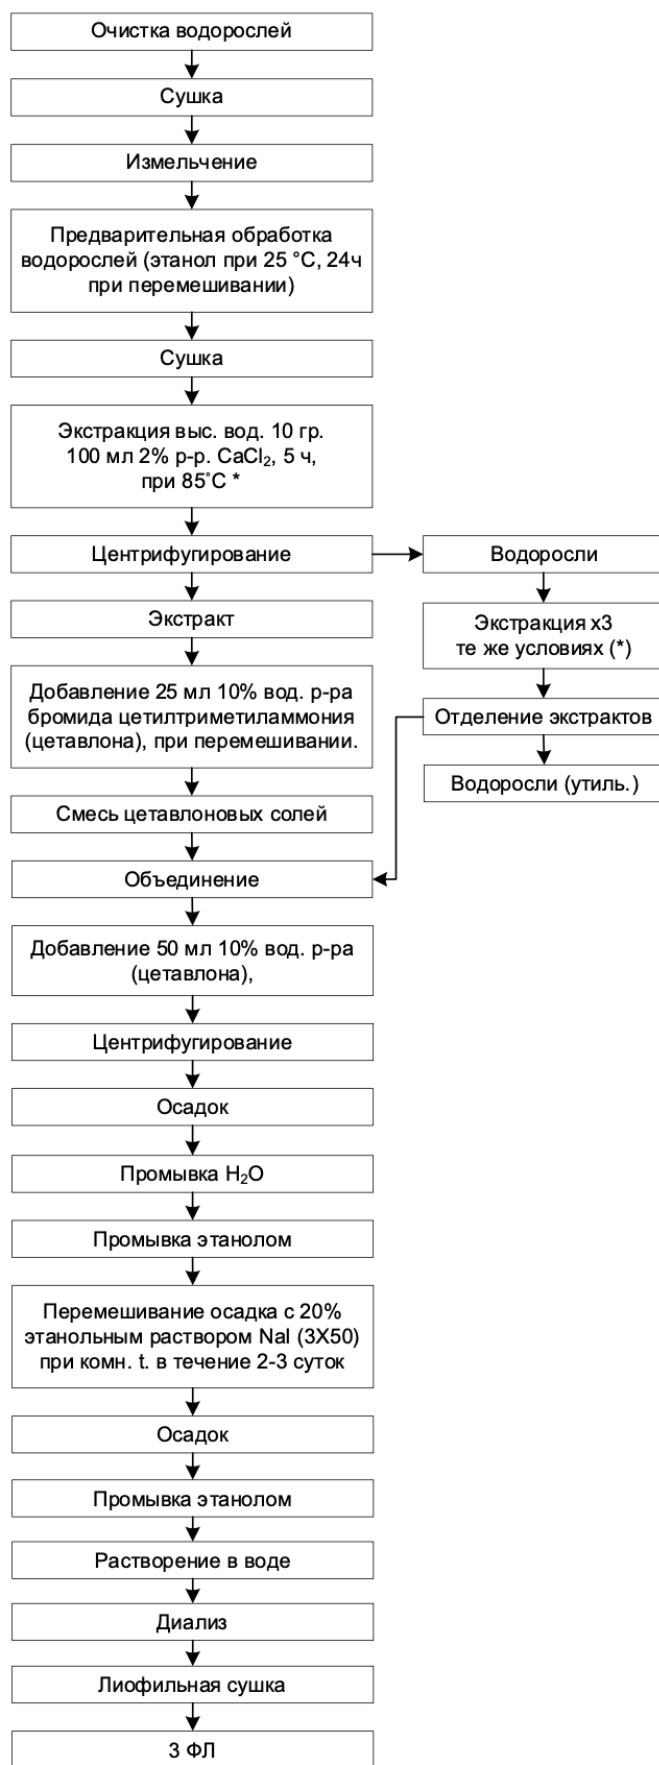 Очистка водорослей
Сушка
Измельчение
Предварительная обработка
водорослей (этанол при 25 °C, 24ч
при перемешивании)
Сушка
Экстракция выс. вод. 10 гр.
100 мл 2% р-р. CaCl₂, 5 ч,
при 85˚C *
Центрифугирование
Водоросли
Экстракт
Экстракция x3
те же условиях (*)
Добавление 25 мл 10% вод. р-ра
бромида цетилтриметиламмония
(цетавлона), при перемешивании.
Отделение экстрактов
Водоросли (утиль.)
Смесь цетавлоновых солей
Объединение
Добавление 50 мл 10% вод. р-ра
(цетавлона),
Центрифугирование
Осадок
Промывка H₂O
Промывка этанолом
Перемешивание осадка с 20%
этанольным раствором NaI (3X50)
при комн. t. в течение 2-3 суток
Осадок
Промывка этанолом
Растворение в воде
Диализ
Лиофильная сушка
3 ФЛ